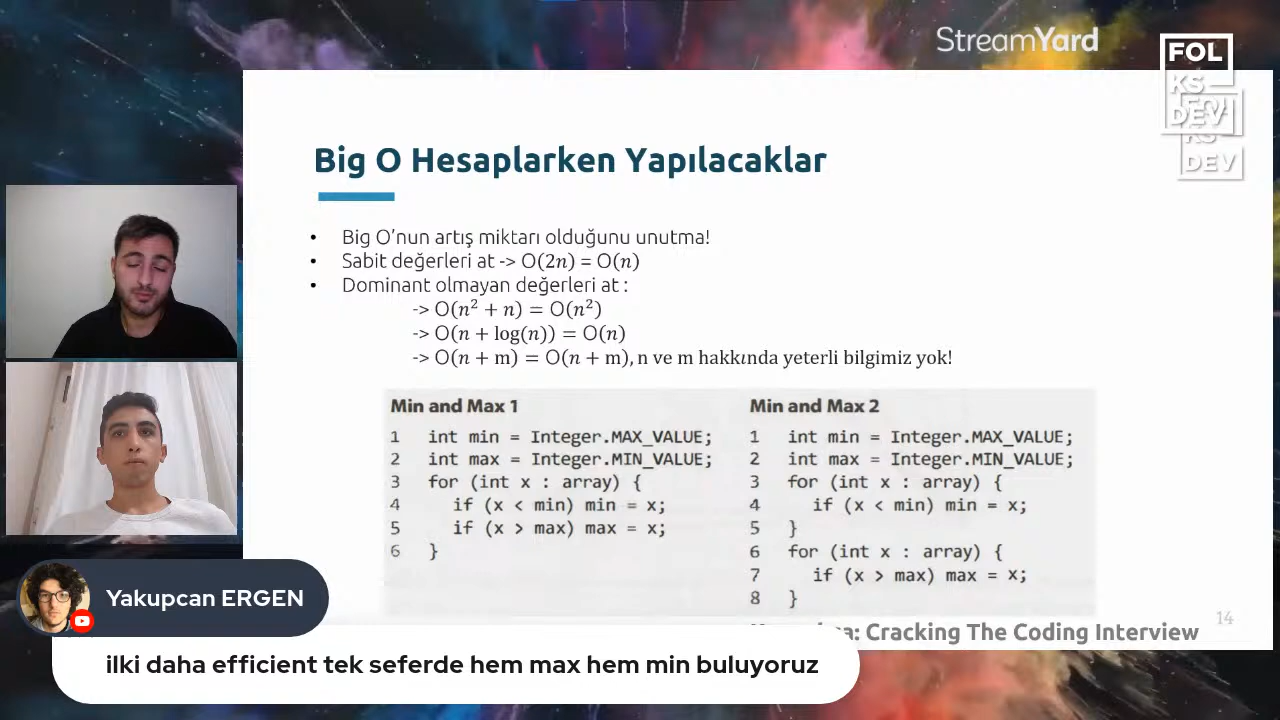 StreamYard
FOL
KS
DEV
DEV
Big O Hesaplarken Yapılacaklar
• Big O’nun artış miktarı olduğunu unutma!
• Sabit değerleri at -> O(2n) = O(n)
• Dominant olmayan değerleri at :
-> O(n² + n) = O(n²)
-> O(n + log(n)) = O(n)
-> O(n + m) = O(n + m), n ve m hakkında yeterli bilgimiz yok!
Min and Max 1
1 int min = Integer.MAX_VALUE;
2 int max = Integer.MIN_VALUE;
3 for (int x : array) {
4 if (x < min) min = x;
5 if (x > max) max = x;
6 }
Min and Max 2
1 int min = Integer.MAX_VALUE;
2 int max = Integer.MIN_VALUE;
3 for (int x : array) {
4 if (x < min) min = x;
5 }
6 for (int x : array) {
7 if (x > max) max = x;
8 }
14
: Cracking The Coding Interview
Yakupcan ERGEN
ilki daha efficient tek seferde hem max hem min buluyoruz